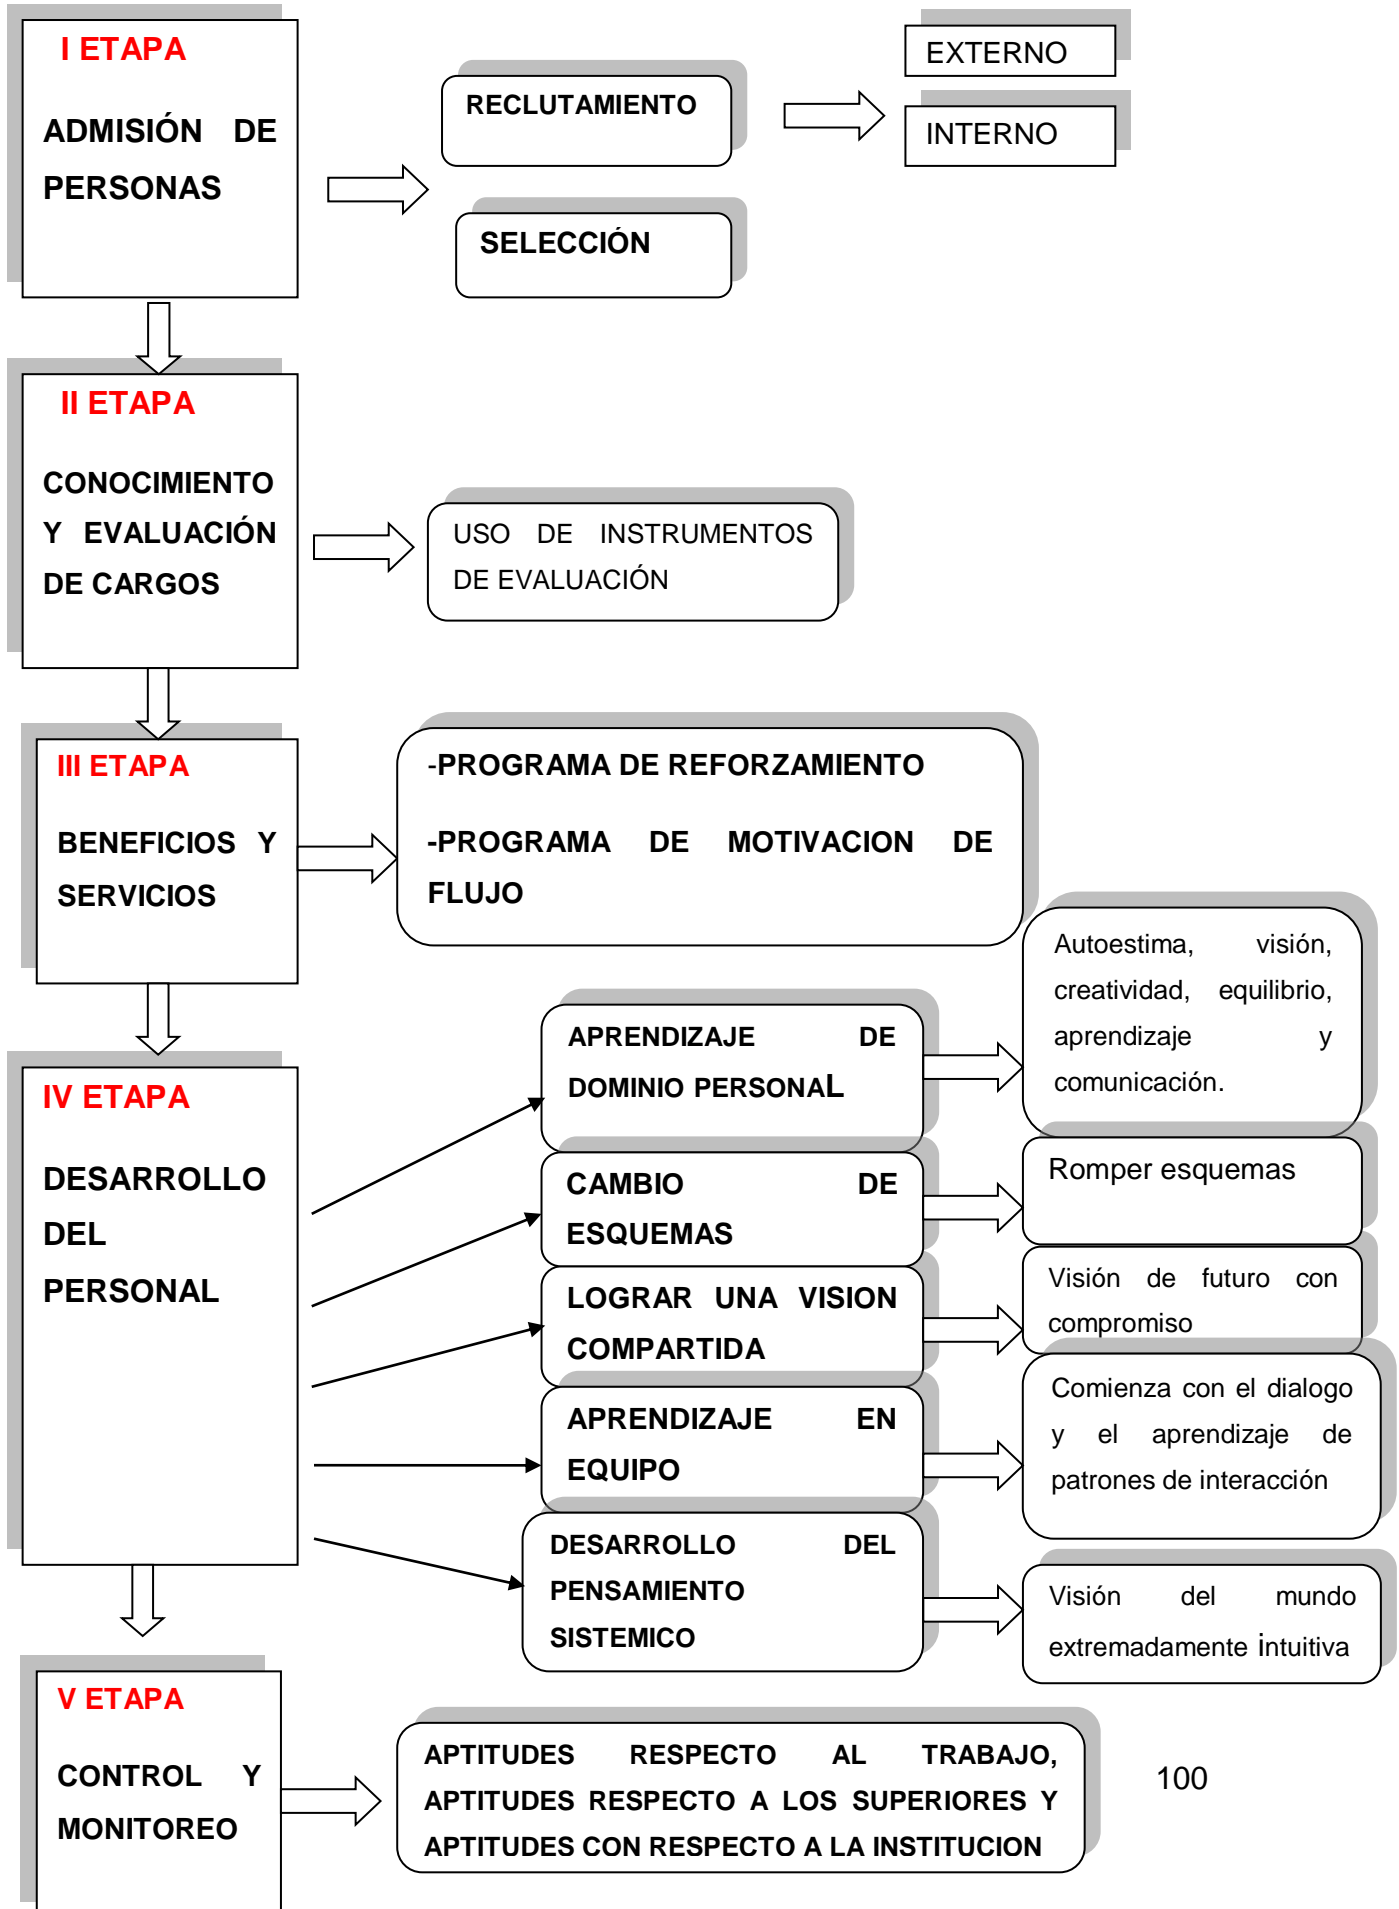 I ETAPA
ADMISIÓN DE
PERSONAS
RECLUTAMIENTO
EXTERNO
INTERNO
SELECCIÓN
II ETAPA
CONOCIMIENTO
Y EVALUACIÓN
DE CARGOS
USO DE INSTRUMENTOS
DE EVALUACIÓN
III ETAPA
BENEFICIOS Y
SERVICIOS
-PROGRAMA DE REFORZAMIENTO
-PROGRAMA DE MOTIVACION DE
FLUJO
IV ETAPA
DESARROLLO
DEL
PERSONAL
APRENDIZAJE DE
DOMINIO PERSONAL
Autoestima, visión,
creatividad, equilibrio,
aprendizaje y
comunicación.
CAMBIO DE
ESQUEMAS
Romper esquemas
LOGRAR UNA VISION
COMPARTIDA
Visión de futuro con
compromiso
APRENDIZAJE EN
EQUIPO
Comienza con el dialogo
y el aprendizaje de
patrones de interacción
DESARROLLO DEL
PENSAMIENTO
SISTEMICO
Visión del mundo
extremadamente intuitiva
V ETAPA
CONTROL Y
MONITOREO
APTITUDES RESPECTO AL TRABAJO,
APTITUDES RESPECTO A LOS SUPERIORES Y
APTITUDES CON RESPECTO A LA INSTITUCION
100